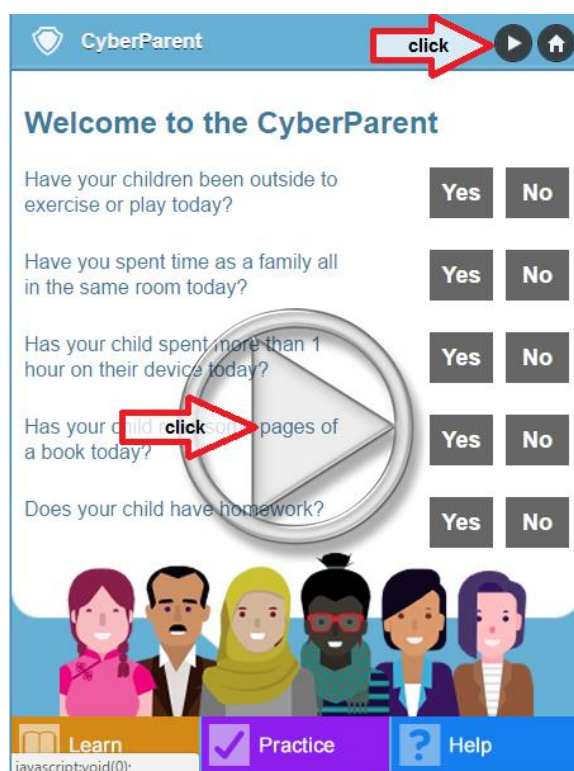 CyberParent
click
Welcome to the CyberParent
Have your children been outside to
exercise or play today?
Yes
No
Have you spent time as a family all
in the same room today?
Yes
No
Has your child spent more than 1
hour on their device today?
Yes
No
Has your child some pages of
click
a book today?
Yes
No
Does your child have homework?
Yes
No
Learn
Practice
? Help
javascript:void(0);